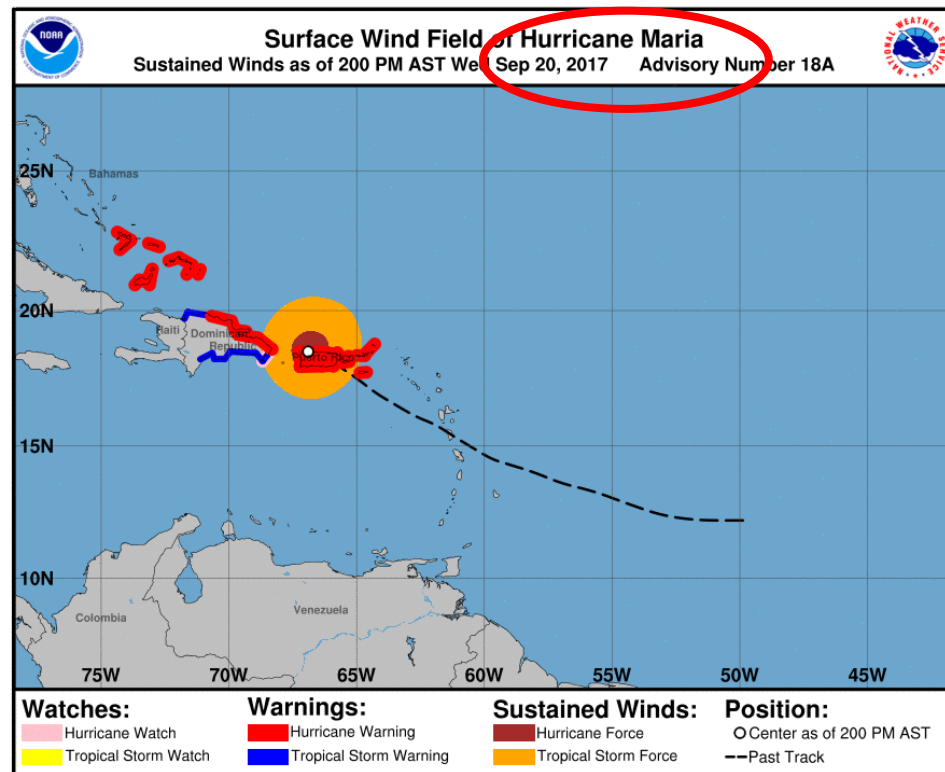 NOAA
Surface Wind Field of Hurricane Maria
Sustained Winds as of 200 PM AST Wed Sep 20, 2017 Advisory Number 18A
25N
Bahamas
20N
Haiti
Dominican
Republic
Puerto Rico
15N
10N
Venezuela
Colombia
75W 70W 65W 60W 55W 50W 45W
Watches: Warnings: Sustained Winds: Position:
Hurricane Watch Hurricane Warning Hurricane Force Center as of 200 PM AST
Tropical Storm Watch Tropical Storm Warning Tropical Storm Force Past Track